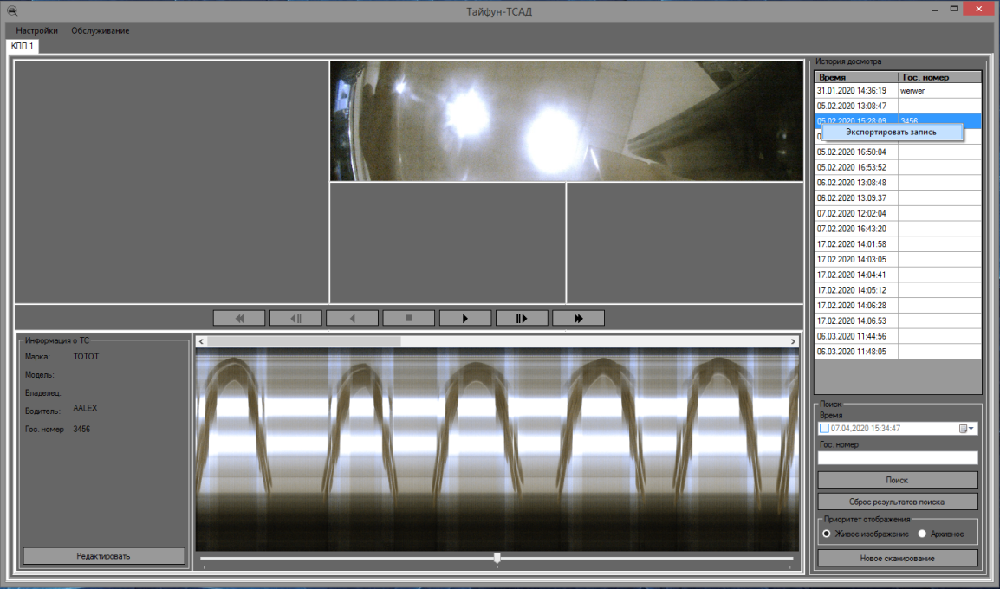 Тайфун-ТСАД
Настройки Обслуживание
КПП 1
История досмотра
Время Гос. номер
31.01.2020 14:36:19 werwer
05.02.2020 13:08:47
05.02.2020 15:28:09 3456
Экспортировать запись
0
05.02.2020 16:50:04
05.02.2020 16:53:52
06.02.2020 13:08:48
06.02.2020 13:09:37
07.02.2020 12:02:04
07.02.2020 16:43:20
17.02.2020 14:01:58
17.02.2020 14:03:05
17.02.2020 14:04:41
17.02.2020 14:05:12
17.02.2020 14:06:28
17.02.2020 14:06:53
06.03.2020 11:44:56
06.03.2020 11:48:05
Информация о ТС
Марка: TOTOT
Модель:
Владелец:
Водитель: AALEX
Гос. номер 3456
Редактировать
Поиск
Время
07.04.2020 15:34:47
Гос. номер
Поиск
Сброс результатов поиска
Приоритет отображения
Живое изображение Архивное
Новое сканирование